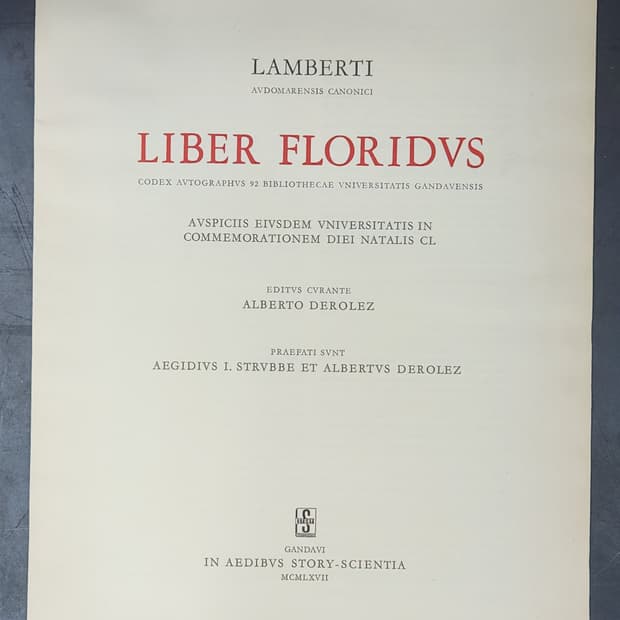 LAMBERTI
AVDOMARENSIS CANONICI
LIBER FLORIDVS
CODEX AVTOGRAPHVS 92 BIBLIOTHECAE VNIVERSITATIS GANDAVENSIS
AVSPICIIS EIVSDEM VNIVERSITATIS IN
COMMEMORATIONEM DIEI NATALIS CL
EDITVS CVRANTE
ALBERTO DEROLEZ
PRAEFATI SVNT
AEGIDIVS I. STRVBBE ET ALBERTVS DEROLEZ
S
GANDAVI
IN AEDIBVS STORY-SCIENTIA
MCMLXVII